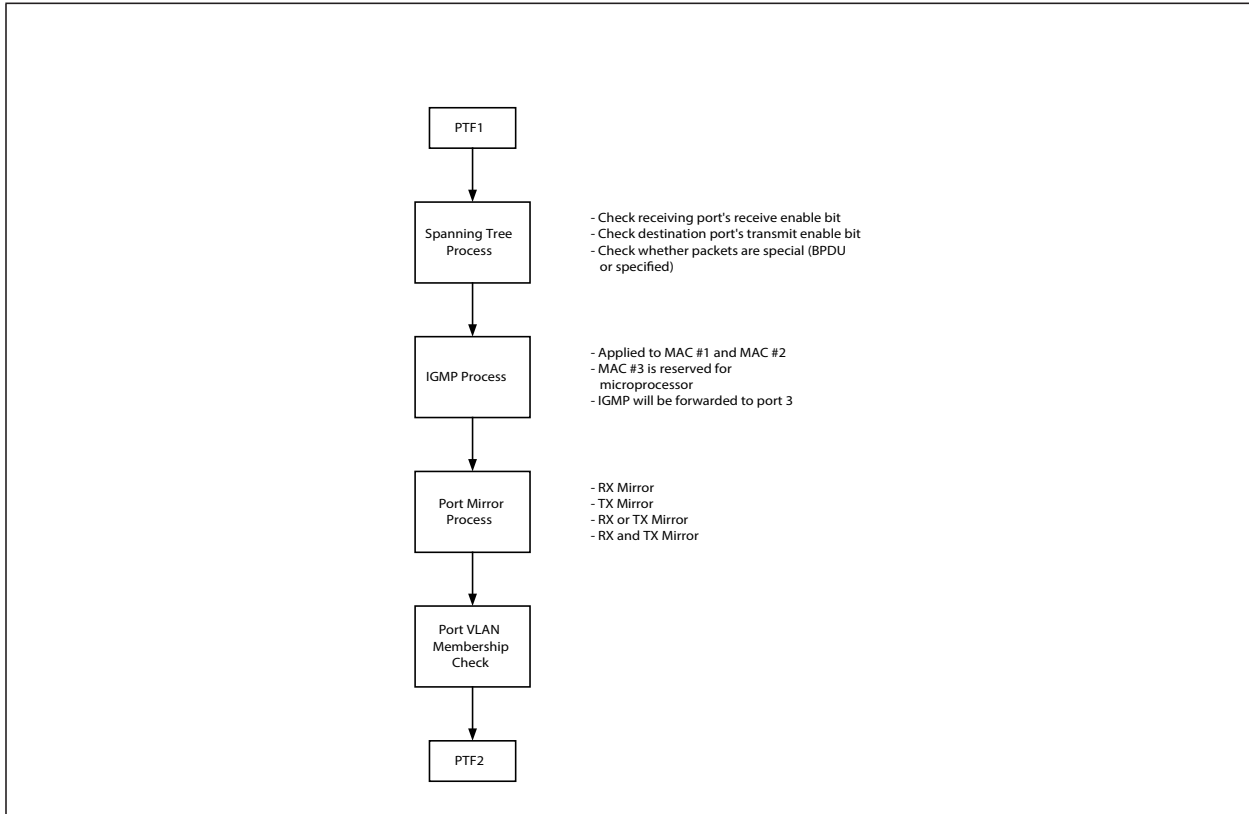 PTF1
Spanning Tree
Process
- Check receiving port's receive enable bit
- Check destination port's transmit enable bit
- Check whether packets are special (BPDU
or specified)
IGMP Process
- Applied to MAC #1 and MAC #2
- MAC #3 is reserved for
microprocessor
- IGMP will be forwarded to port 3
Port Mirror
Process
- RX Mirror
- TX Mirror
- RX or TX Mirror
- RX and TX Mirror
Port VLAN
Membership
Check
PTF2